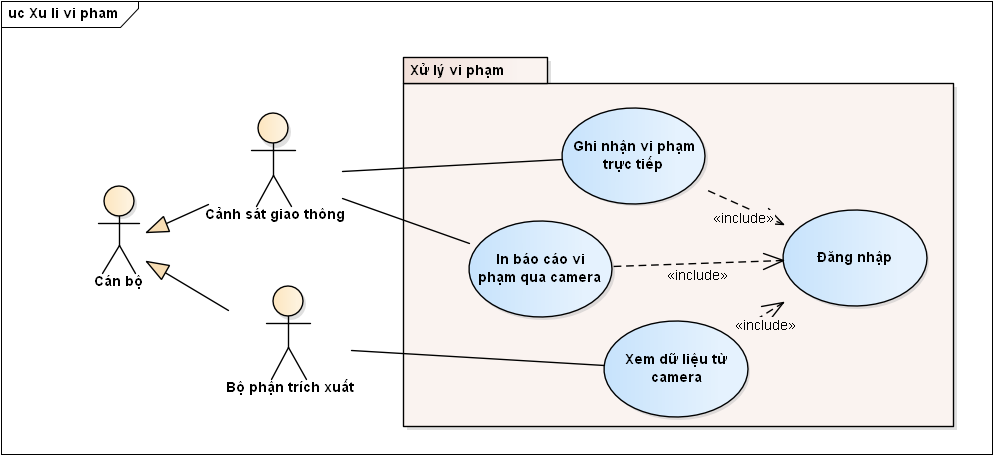 uc Xu li vi pham
Xử lý vi phạm
Ghi nhận vi phạm
trực tiếp
Cảnh sát giao thông
«include»
In báo cáo vi
phạm qua camera
Đăng nhập
Cán bộ
«include»
«include»
Xem dữ liệu từ
camera
Bộ phận trích xuất